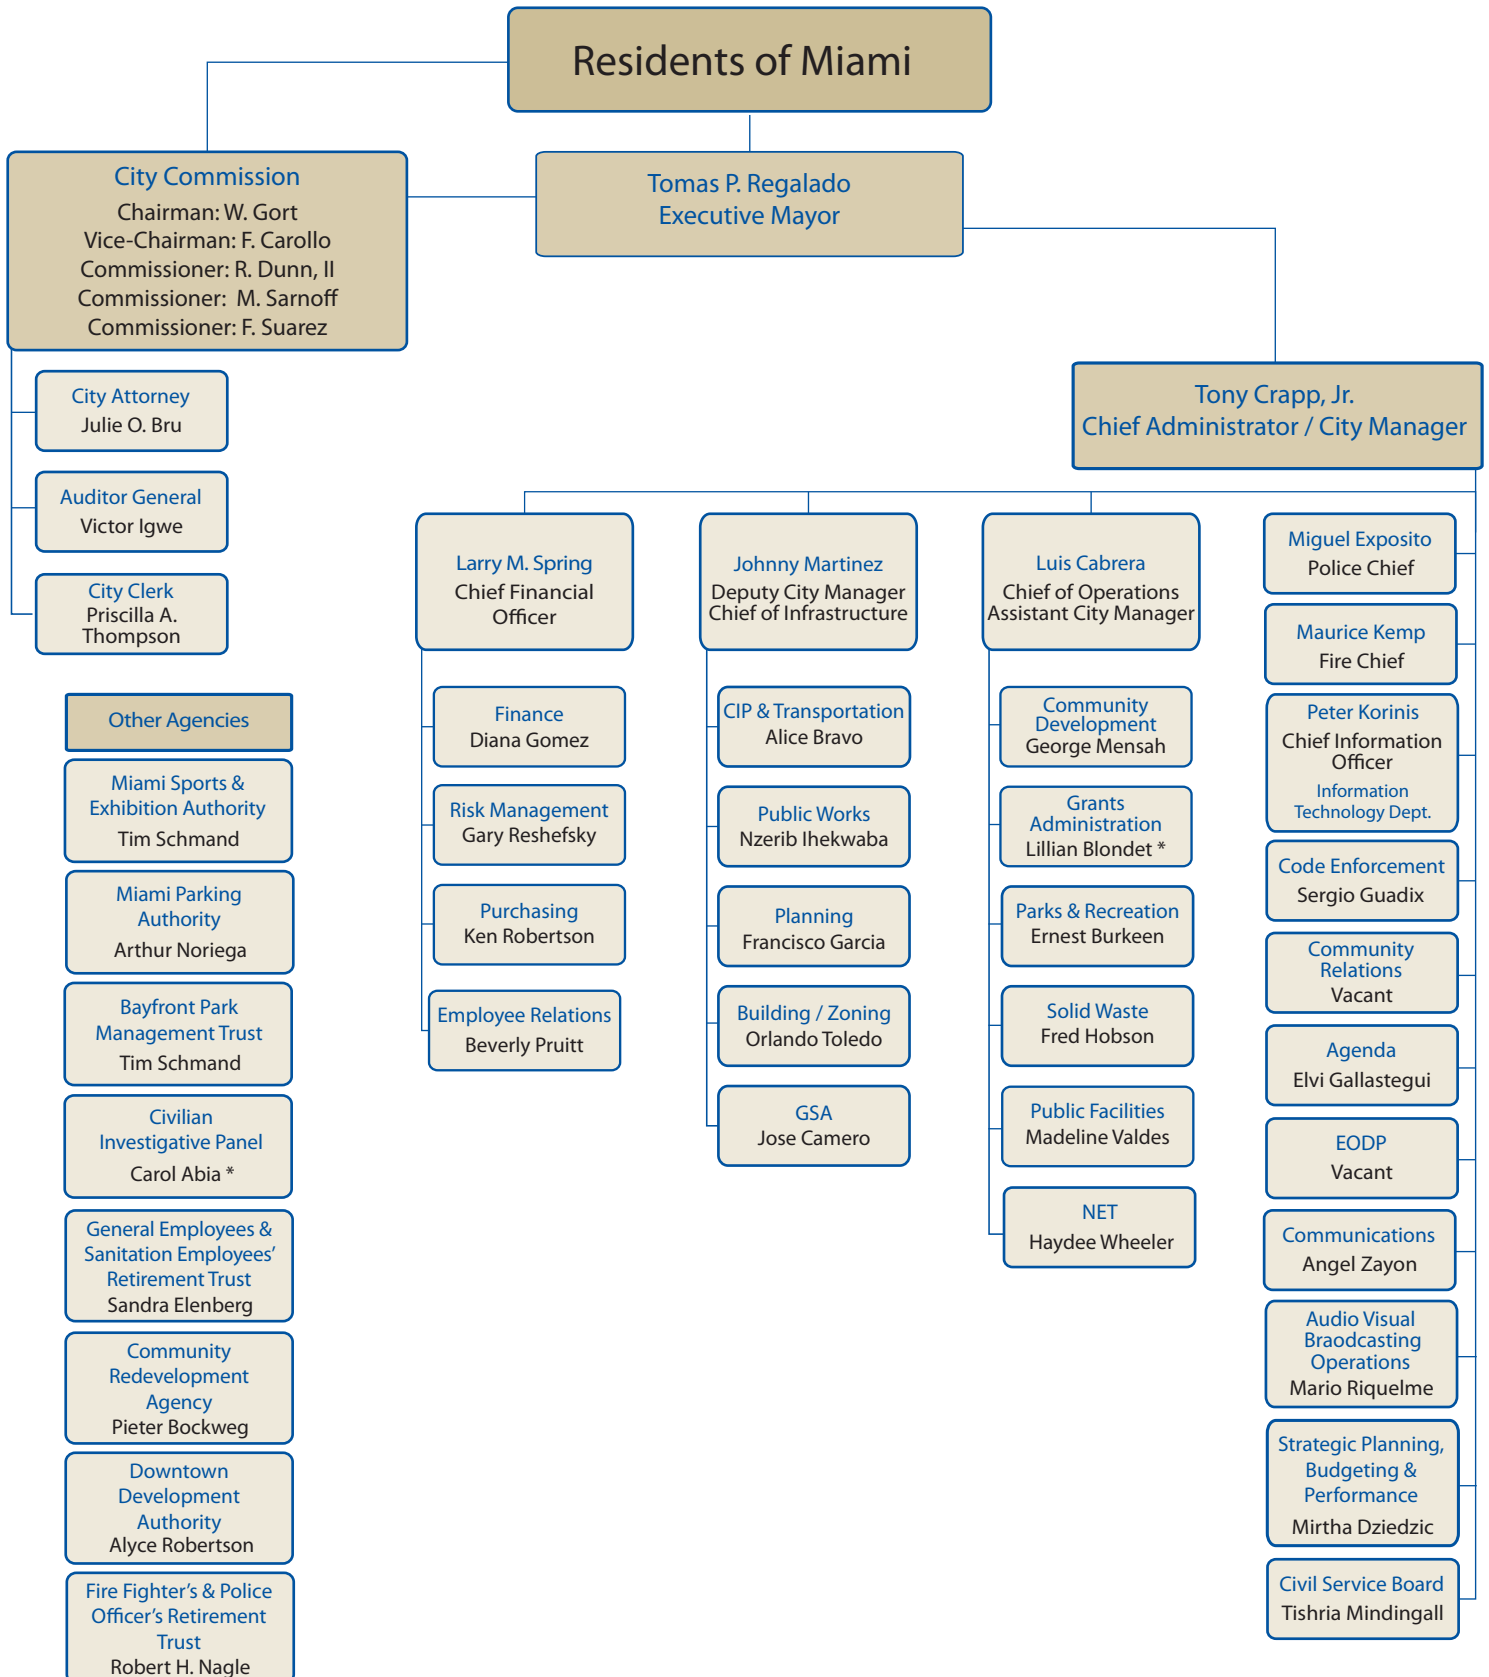 Residents of Miami
City Commission
Chairman: W. Gort
Vice-Chairman: F. Carollo
Commissioner: R. Dunn, II
Commissioner: M. Sarnoff
Commissioner: F. Suarez
Tomas P. Regalado
Executive Mayor
Tony Crapp, Jr.
Chief Administrator / City Manager
City Attorney
Julie O. Bru
Auditor General
Victor Igwe
City Clerk
Priscilla A.
Thompson
Other Agencies
Miami Sports &
Exhibition Authority
Tim Schmand
Miami Parking
Authority
Arthur Noriega
Bayfront Park
Management Trust
Tim Schmand
Civilian
Investigative Panel
Carol Abia *
General Employees &
Sanitation Employees’
Retirement Trust
Sandra Elenberg
Community
Redevelopment
Agency
Pieter Bockweg
Downtown
Development
Authority
Alyce Robertson
Fire Fighter’s & Police
Officer’s Retirement
Trust
Robert H. Nagle
Larry M. Spring
Chief Financial
Officer
Finance
Diana Gomez
Risk Management
Gary Reshefsky
Purchasing
Ken Robertson
Employee Relations
Beverly Pruitt
Johnny Martinez
Deputy City Manager
Chief of Infrastructure
CIP & Transportation
Alice Bravo
Public Works
Nzerib Ihekwaba
Planning
Francisco Garcia
Building / Zoning
Orlando Toledo
GSA
Jose Camero
Luis Cabrera
Chief of Operations
Assistant City Manager
Community
Development
George Mensah
Grants
Administration
Lillian Blondet *
Parks & Recreation
Ernest Burkeen
Solid Waste
Fred Hobson
Public Facilities
Madeline Valdes
NET
Haydee Wheeler
Miguel Exposito
Police Chief
Maurice Kemp
Fire Chief
Peter Korinis
Chief Information
Officer
Information
Technology Dept.
Code Enforcement
Sergio Guadix
Community
Relations
Vacant
Agenda
Elvi Gallastegui
EODP
Vacant
Communications
Angel Zayon
Audio Visual
Braodcasting
Operations
Mario Riquelme
Strategic Planning,
Budgeting &
Performance
Mirtha Dziedzic
Civil Service Board
Tishria Mindingall